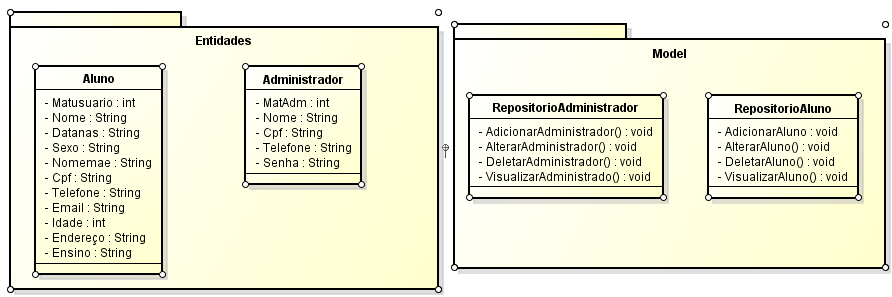 Entidades
Aluno
- Matusuario : int
- Nome : String
- Datanas : String
- Sexo : String
- Nomemae : String
- Cpf : String
- Telefone : String
- Email : String
- Idade : int
- Endereço : String
- Ensino : String
Administrador
- MatAdm : int
- Nome : String
- Cpf : String
- Telefone : String
- Senha : String
Model
RepositorioAdministrador
- AdicionarAdministrador() : void
- AlterarAdministrador() : void
- DeletarAdministrador() : void
- VisualizarAdministrado() : void
RepositorioAluno
- AdicionarAluno : void
- AlterarAluno() : void
- DeletarAluno() : void
- VisualizarAluno() : void